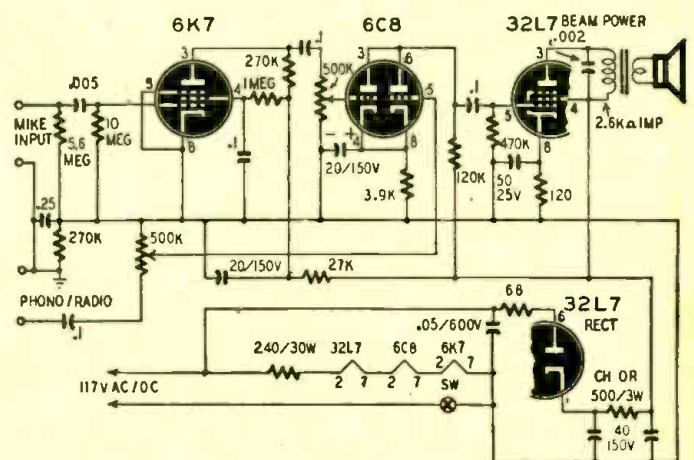 6K7
6C8
32L7 BEAM POWER
.002
3
.1
3
6
3
270K
.005
1 MEG
500K
.1
5
4
5
5
4
MIKE INPUT
10 MEG
5.6 MEG
8
.1
- +
4
8
20/150V
470K
8
2.6KΩ IMP
50 25V
120
120K
3.9K
.25
270K
500K
20/150V
27K
PHONO/RADIO
.1
68
32L7 RECT
6
.05/600V
240/30W
32L7
6C8
6K7
2 7
2 7
2 7
117V AC/DC
SW
CH OR 500/3W
40 150V